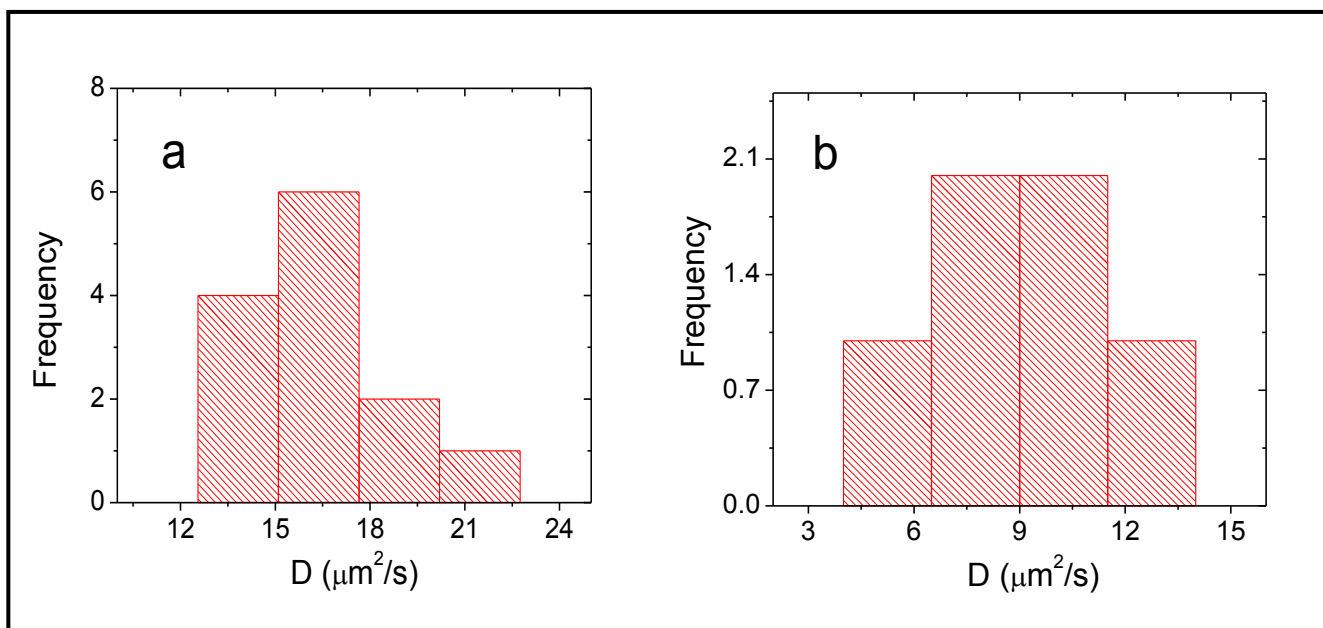 a
8
6
4
2
0
Frequency
12 15 18 21 24
D (μm²/s)
b
2.1
1.4
0.7
0.0
Frequency
3 6 9 12 15
D (μm²/s)